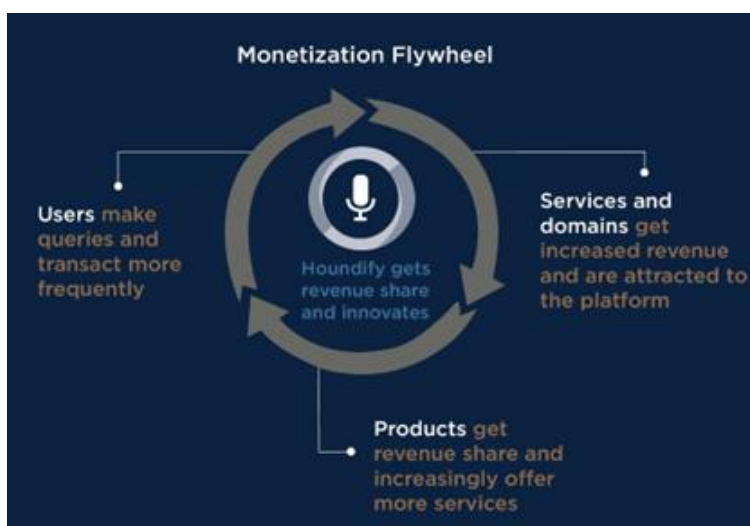 Monetization Flywheel
Users make
queries and
transact more
frequently
Houndify gets
revenue share
and innovates
Services and
domains get
increased revenue
and are attracted to
the platform
Products get
revenue share and
increasingly offer
more services